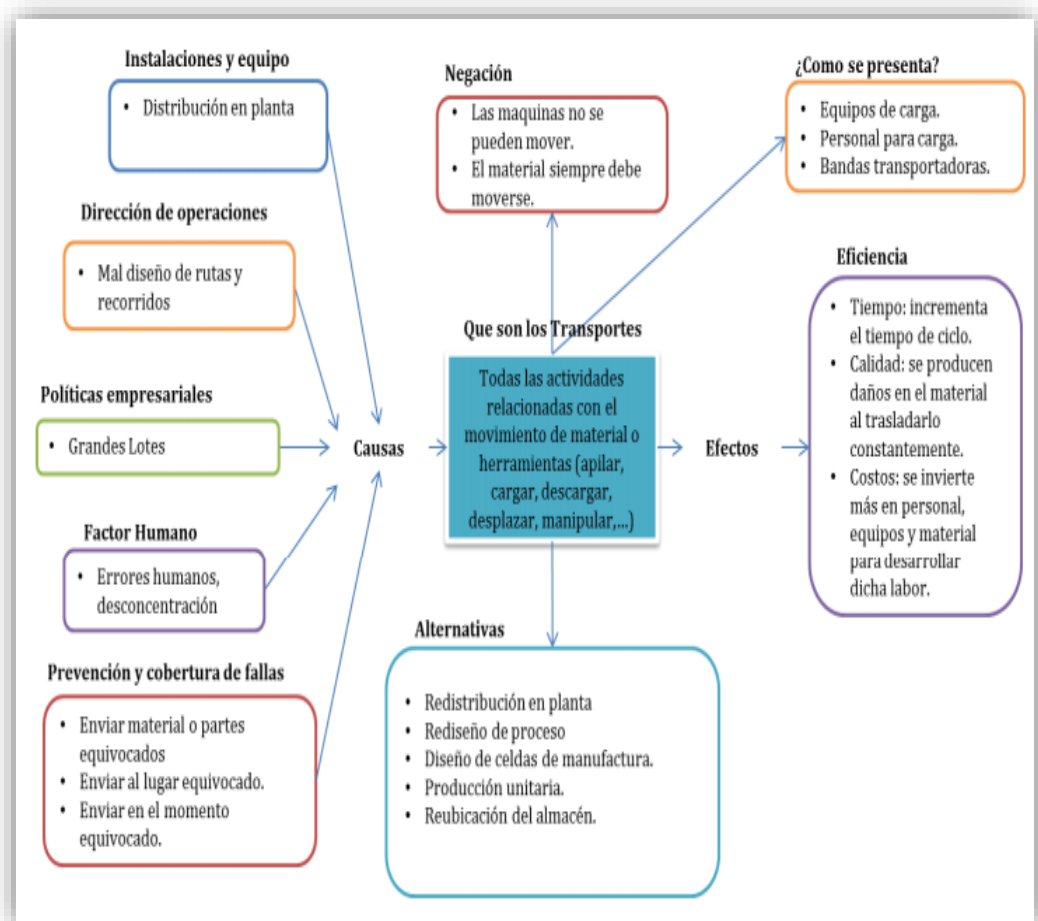 Instalaciones y equipo
• Distribución en planta
Dirección de operaciones
• Mal diseño de rutas y
recorridos
Políticas empresariales
• Grandes Lotes
Factor Humano
• Errores humanos,
desconcentración
Prevención y cobertura de fallas
• Enviar material o partes
equivocados
• Enviar al lugar equivocado.
• Enviar en el momento
equivocado.
Causas
Negación
• Las maquinas no se
pueden mover.
• El material siempre debe
moverse.
Que son los Transportes
Todas las actividades
relacionadas con el
movimiento de material o
herramientas (apilar,
cargar, descargar,
desplazar, manipular,...)
Alternativas
• Redistribución en planta
• Rediseño de proceso
• Diseño de celdas de manufactura.
• Producción unitaria.
• Reubicación del almacén.
Efectos
¿Como se presenta?
• Equipos de carga.
• Personal para carga.
• Bandas transportadoras.
Eficiencia
• Tiempo: incrementa
el tiempo de ciclo.
• Calidad: se producen
daños en el material
al trasladarlo
constantemente.
• Costos: se invierte
más en personal,
equipos y material
para desarrollar
dicha labor.